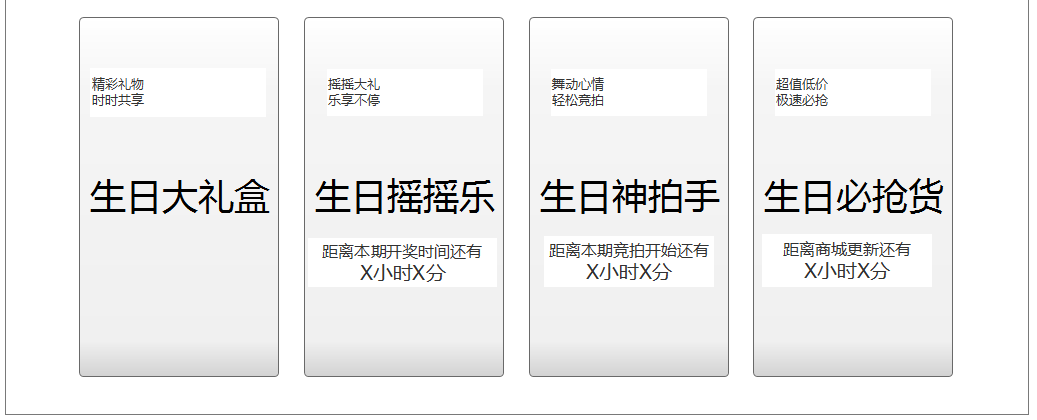 精彩礼物
时时共享
生日大礼盒
摇摇大礼
乐享不停
生日摇摇乐
距离本期开奖时间还有
X小时X分
舞动心情
轻松竞拍
生日神拍手
距离本期竞拍开始还有
X小时X分
超值低价
极速必抢
生日必抢货
距离商城更新还有
X小时X分